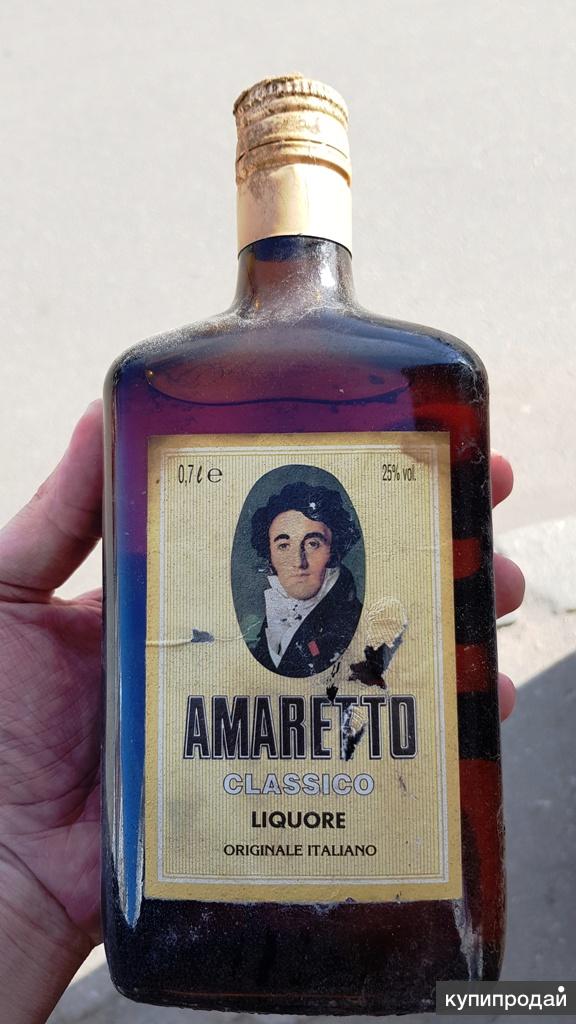 0,7 ℓ ℮ 25% vol.
AMARETTO
CLASSICO
LIQUORE
ORIGINALE ITALIANO
купипродай